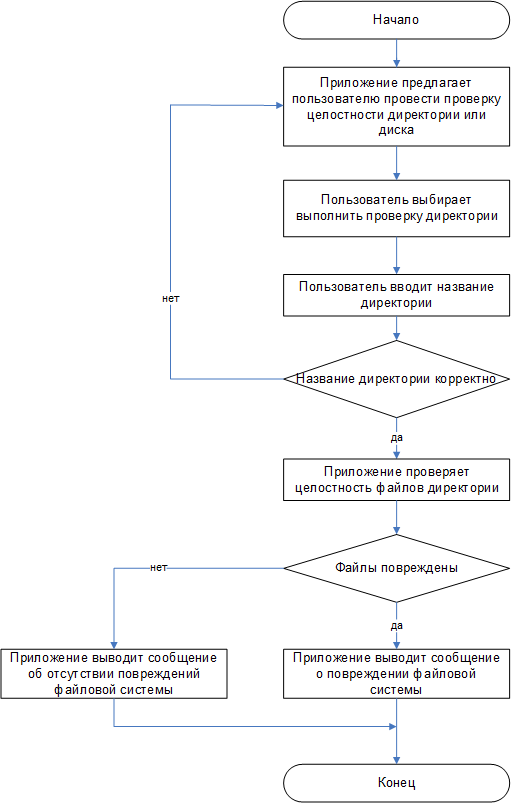 Начало
Приложение предлагает
пользователю провести проверку
целостности директории или
диска
Пользователь выбирает
выполнить проверку директории
Пользователь вводит название
директории
нет
Название директории корректно
да
Приложение проверяет
целостность файлов директории
нет
Файлы повреждены
да
Приложение выводит сообщение
об отсутствии повреждений
файловой системы
Приложение выводит сообщение
о повреждении файловой
системы
Конец